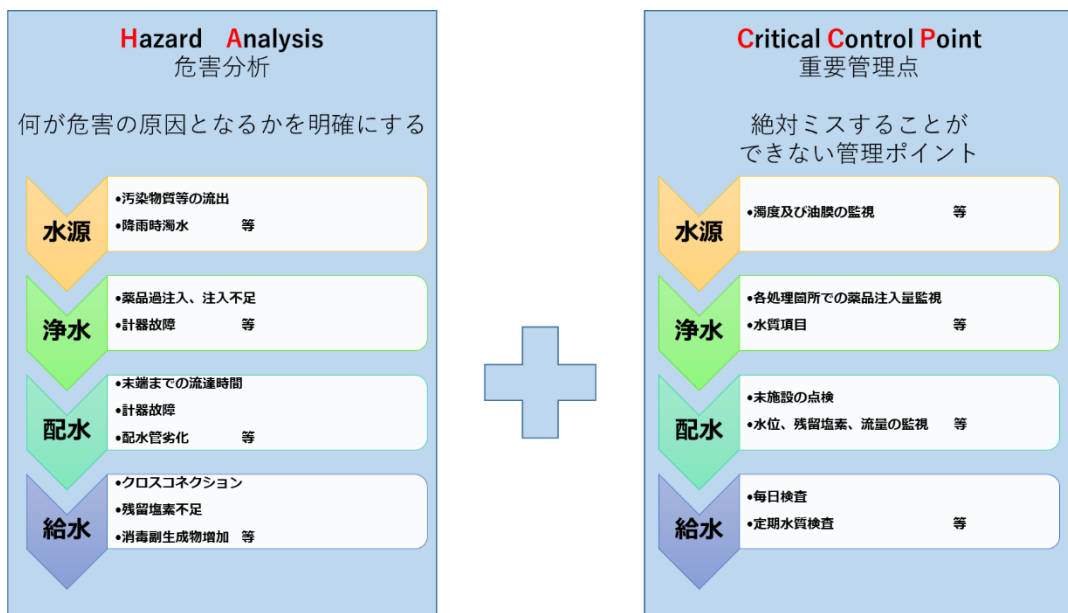 Hazard Analysis
危害分析
何が危害の原因となるかを明確にする
水源
•汚染物質等の流出
•降雨時濁水 等
浄水
•薬品過注入、注入不足
•計器故障 等
配水
•末端までの流達時間
•計器故障
•配水管劣化 等
給水
•クロスコネクション
•残留塩素不足
•消毒副生成物増加 等
Critical Control Point
重要管理点
絶対ミスすることが
できない管理ポイント
水源
•濁度及び油膜の監視 等
浄水
•各処理箇所での薬品注入量監視
•水質項目 等
配水
•末施設の点検
•水位、残留塩素、流量の監視 等
給水
•毎日検査
•定期水質検査 等